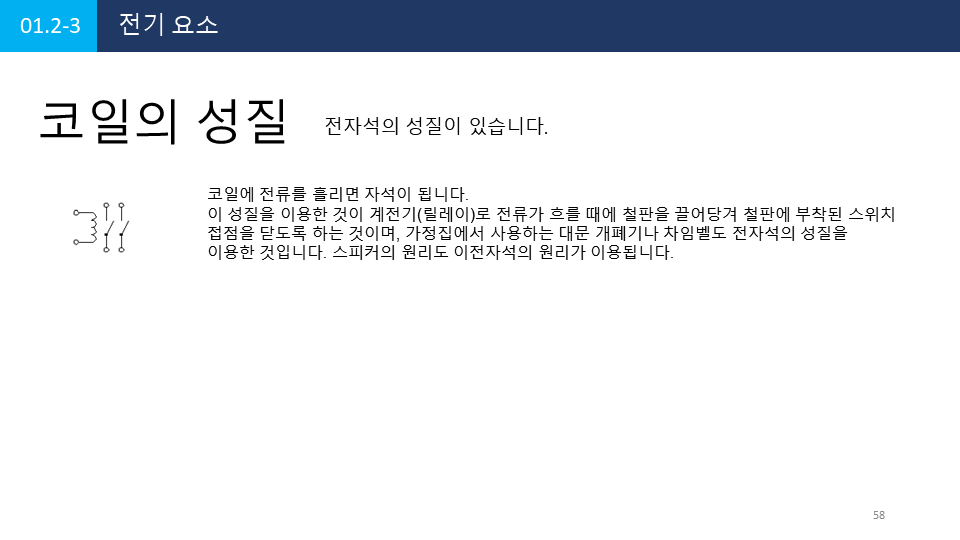 01.2-3 전기 요소
코일의 성질
전자석의 성질이 있습니다.
코일에 전류를 흘리면 자석이 됩니다.
이 성질을 이용한 것이 계전기(릴레이)로 전류가 흐를 때에 철판을 끌어당겨 철판에 부착된 스위치
접점을 닫도록 하는 것이며, 가정집에서 사용하는 대문 개폐기나 차임벨도 전자석의 성질을
이용한 것입니다. 스피커의 원리도 이전자석의 원리가 이용됩니다.
58